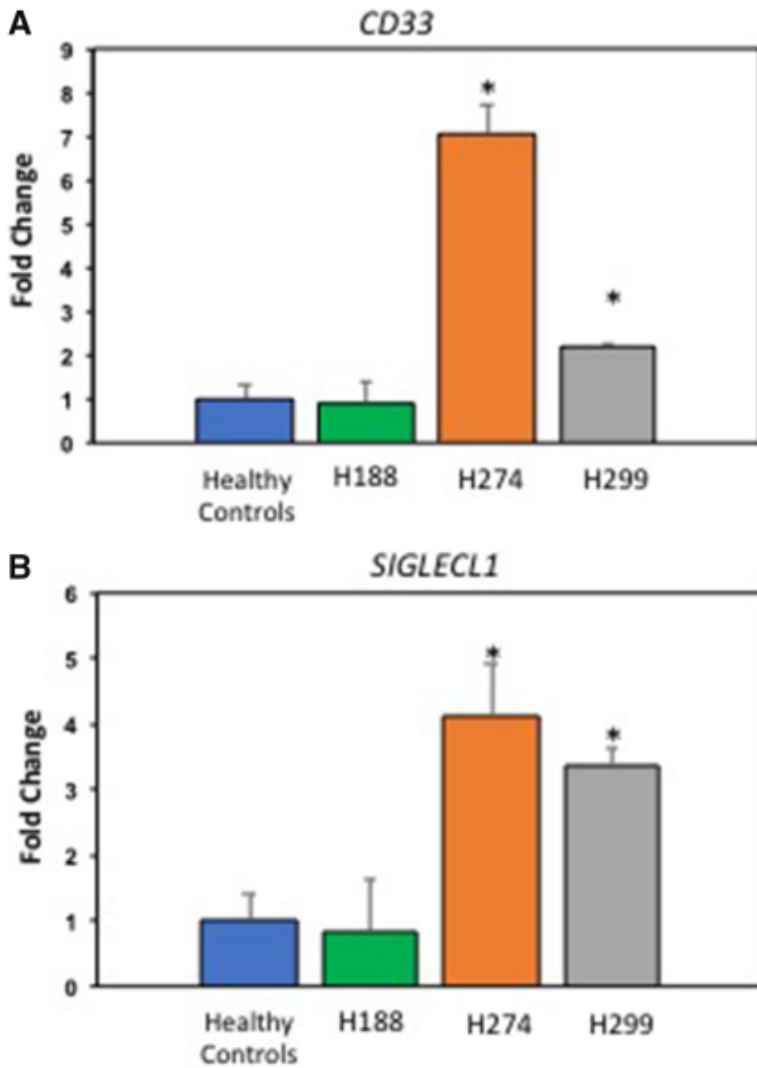 A
CD33
9
8
7
6
5
4
3
2
1
0
Fold Change
*
*
Healthy
Controls
H188
H274
H299
B
SIGLECL1
6
5
4
3
2
1
0
Fold Change
*
*
Healthy
Controls
H188
H274
H299